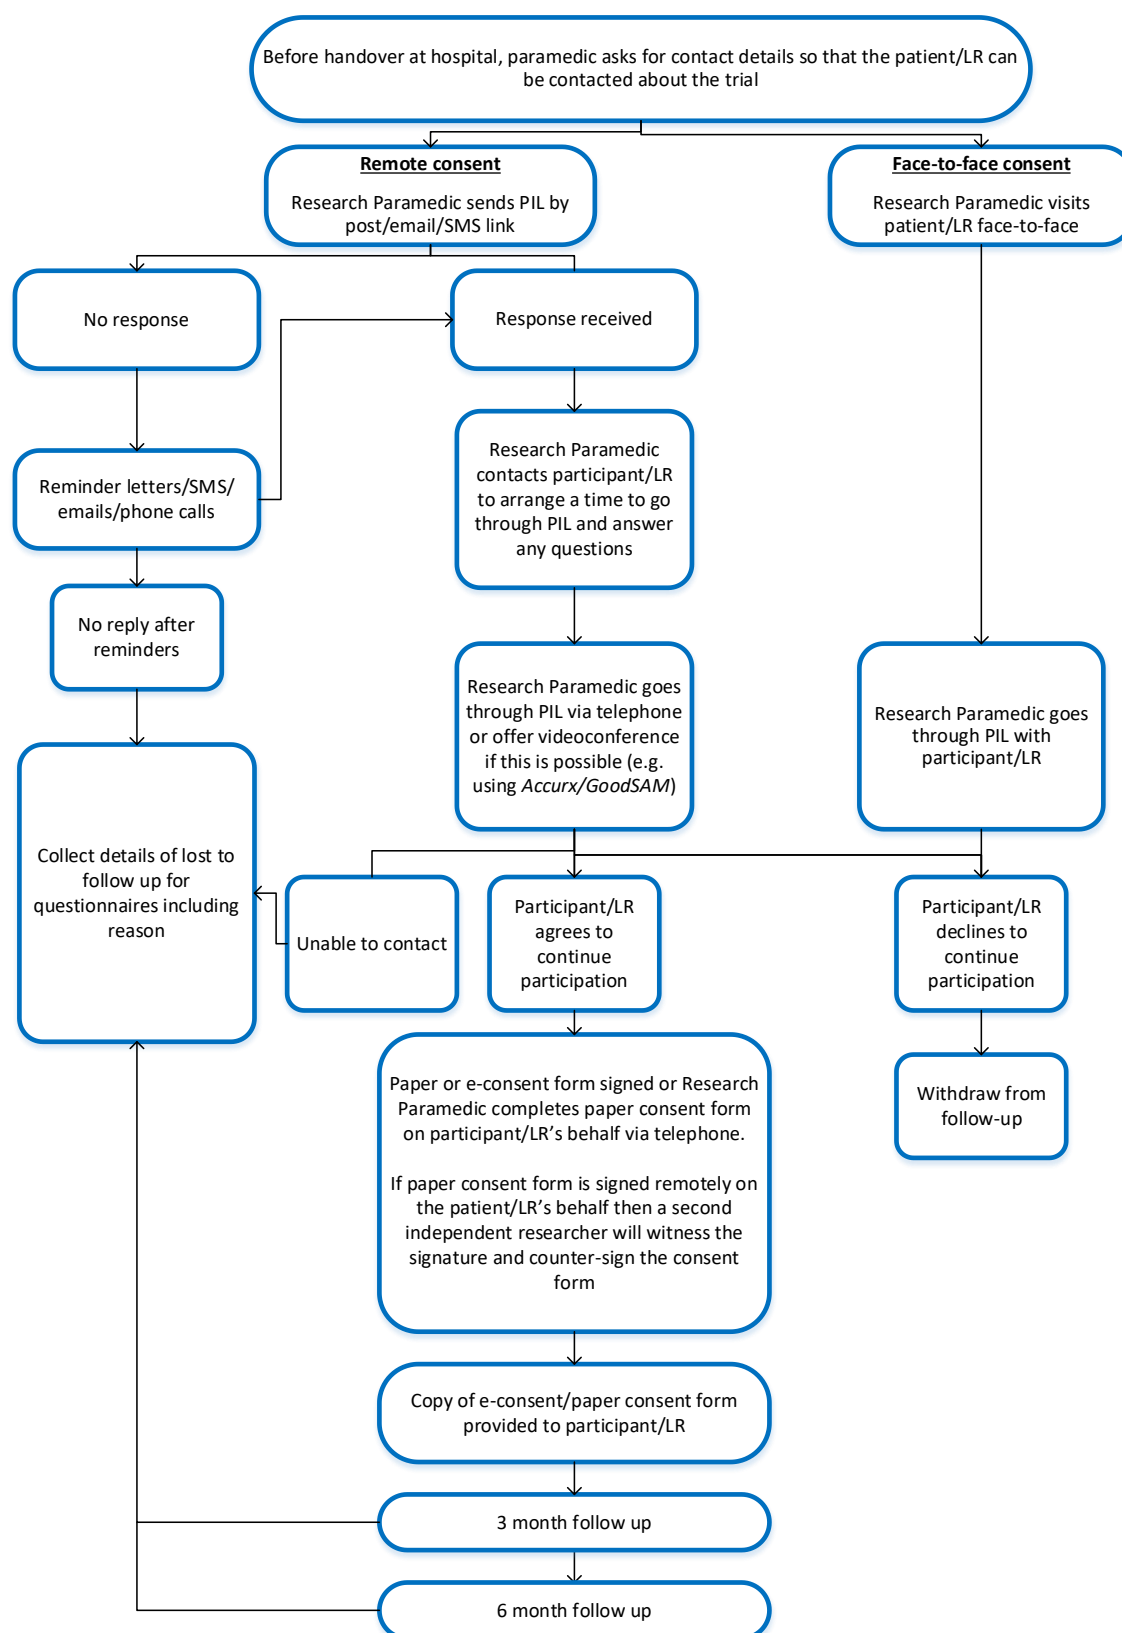 Before handover at hospital, paramedic asks for contact details so that the patient/LR can
be contacted about the trial
Remote consent
Research Paramedic sends PIL by
post/email/SMS link
Face-to-face consent
Research Paramedic visits
patient/LR face-to-face
No response
Response received
Reminder letters/SMS/
emails/phone calls
Research Paramedic
contacts participant/LR
to arrange a time to go
through PIL and answer
any questions
No reply after
reminders
Research Paramedic goes
through PIL via telephone
or offer videoconference
if this is possible (e.g.
using Accurx/GoodSAM)
Research Paramedic goes
through PIL with
participant/LR
Collect details of lost to
follow up for
questionnaires including
reason
Unable to contact
Participant/LR
agrees to
continue
participation
Participant/LR
declines to
continue
participation
Withdraw from
follow-up
Paper or e-consent form signed or Research
Paramedic completes paper consent form
on participant/LR’s behalf via telephone.
If paper consent form is signed remotely on
the patient/LR’s behalf then a second
independent researcher will witness the
signature and counter-sign the consent
form
Copy of e-consent/paper consent form
provided to participant/LR
3 month follow up
6 month follow up